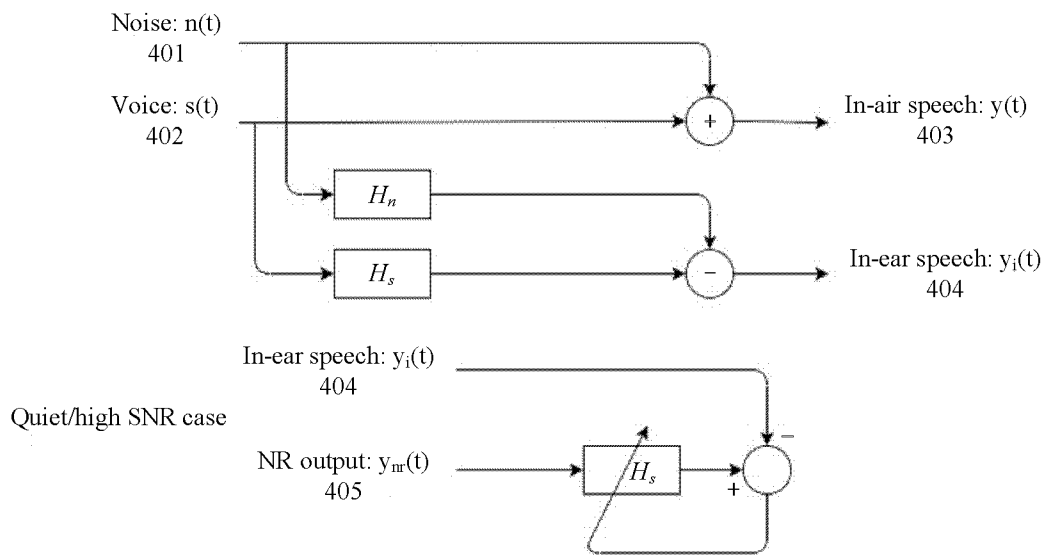 Noise: n(t)
401
Voice: s(t)
402
+
In-air speech: y(t)
403
Hn
Hs
−
In-ear speech: yi(t)
404
In-ear speech: yi(t)
404
Quiet/high SNR case
−
NR output: ynr(t)
405
Hs
+